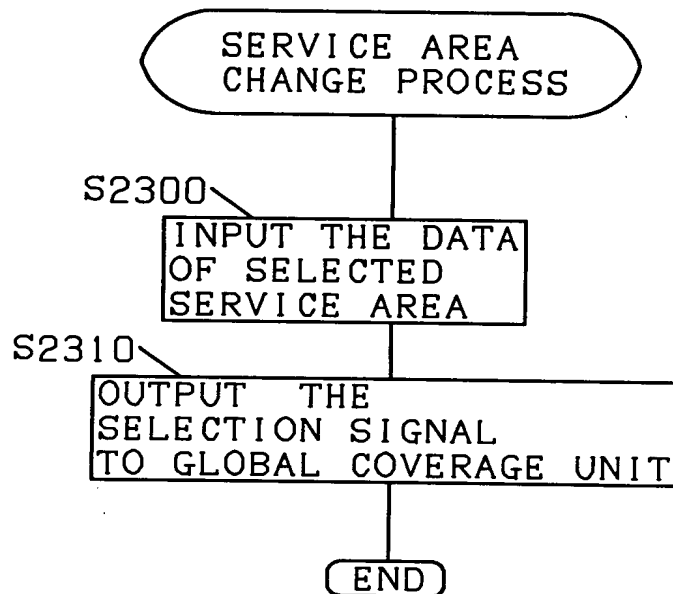 SERVICE AREA
CHANGE PROCESS
S2300
INPUT THE DATA
OF SELECTED
SERVICE AREA
S2310
OUTPUT THE
SELECTION SIGNAL
TO GLOBAL COVERAGE UNIT
END